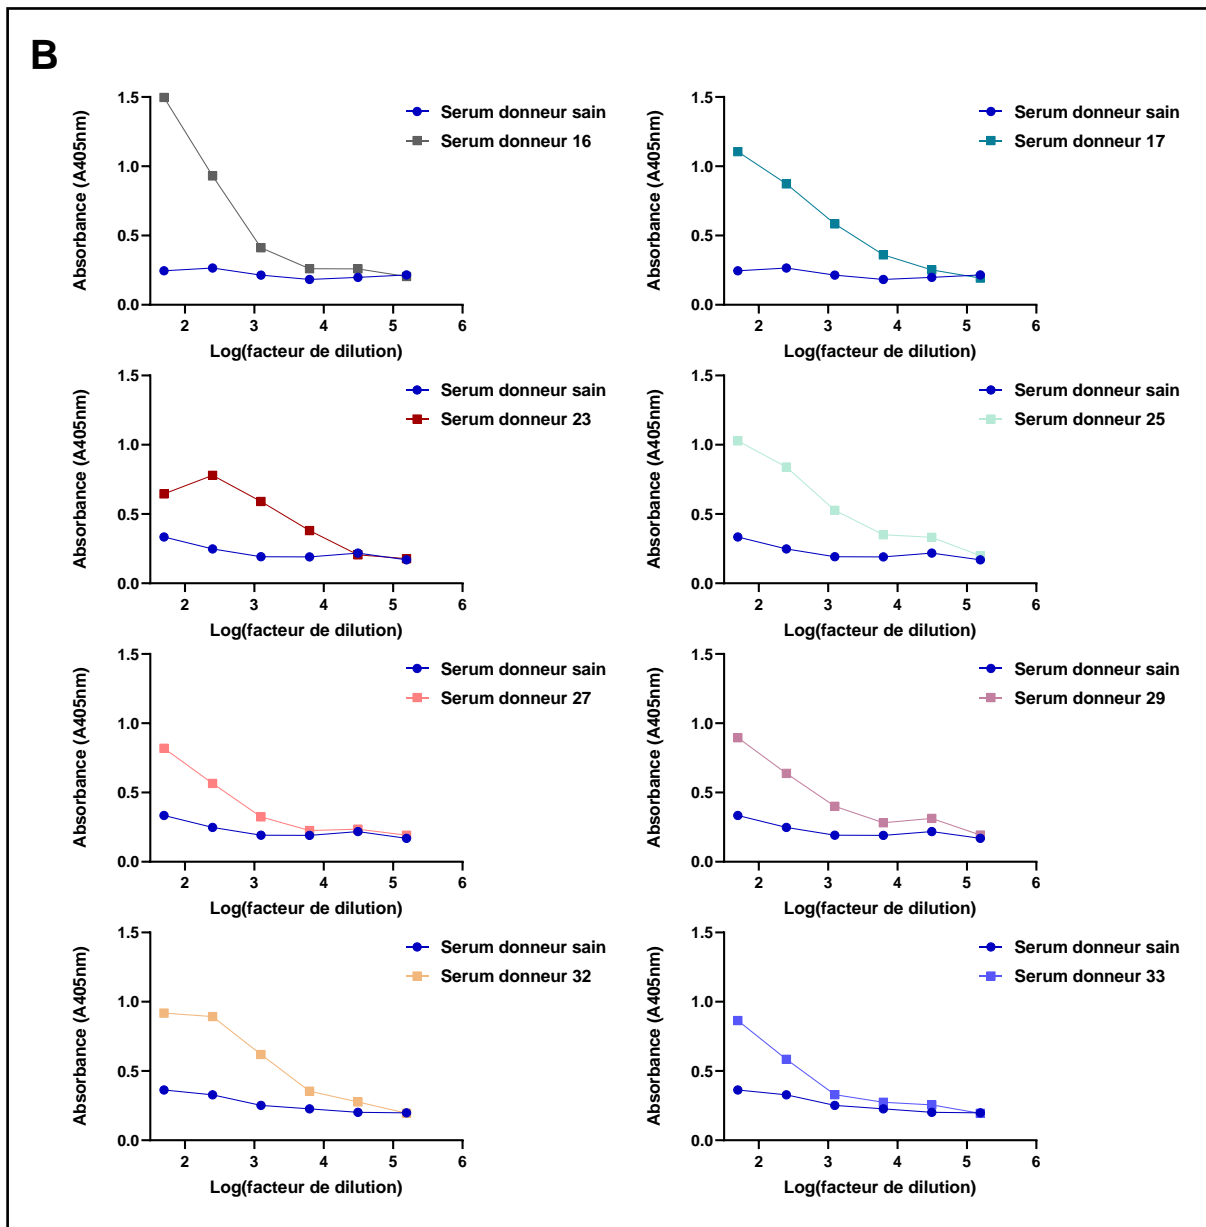 B
Absorbance (A405nm)
1.5
1.0
0.5
0.0
2 3 4 5 6
Log(facteur de dilution)
Serum donneur sain
Serum donneur 16
Absorbance (A405nm)
1.5
1.0
0.5
0.0
2 3 4 5 6
Log(facteur de dilution)
Serum donneur sain
Serum donneur 17
Absorbance (A405nm)
1.5
1.0
0.5
0.0
2 3 4 5 6
Log(facteur de dilution)
Serum donneur sain
Serum donneur 23
Absorbance (A405nm)
1.5
1.0
0.5
0.0
2 3 4 5 6
Log(facteur de dilution)
Serum donneur sain
Serum donneur 25
Absorbance (A405nm)
1.5
1.0
0.5
0.0
2 3 4 5 6
Log(facteur de dilution)
Serum donneur sain
Serum donneur 27
Absorbance (A405nm)
1.5
1.0
0.5
0.0
2 3 4 5 6
Log(facteur de dilution)
Serum donneur sain
Serum donneur 29
Absorbance (A405nm)
1.5
1.0
0.5
0.0
2 3 4 5 6
Log(facteur de dilution)
Serum donneur sain
Serum donneur 32
Absorbance (A405nm)
1.5
1.0
0.5
0.0
2 3 4 5 6
Log(facteur de dilution)
Serum donneur sain
Serum donneur 33